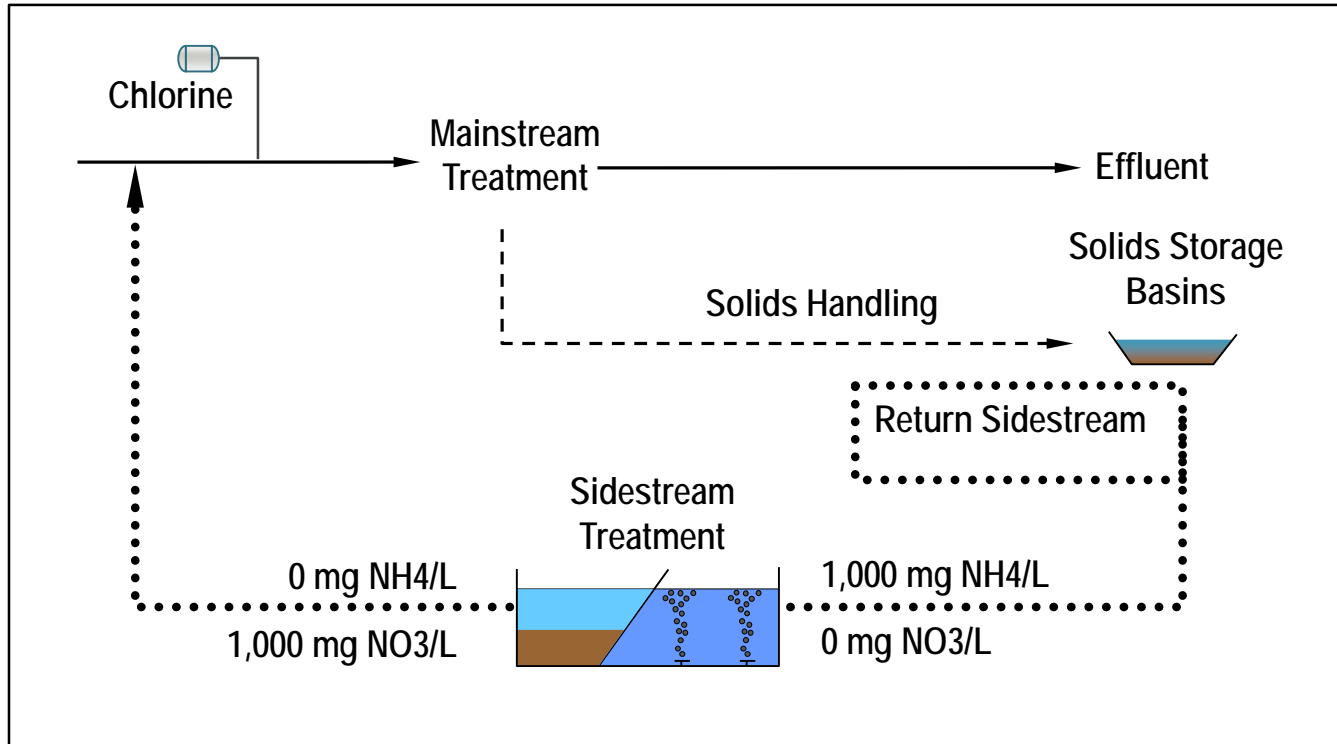 Chlorine
Mainstream
Treatment
Effluent
Solids Storage
Basins
Solids Handling
Return Sidestream
Sidestream
Treatment
0 mg NH4/L
1,000 mg NO3/L
1,000 mg NH4/L
0 mg NO3/L